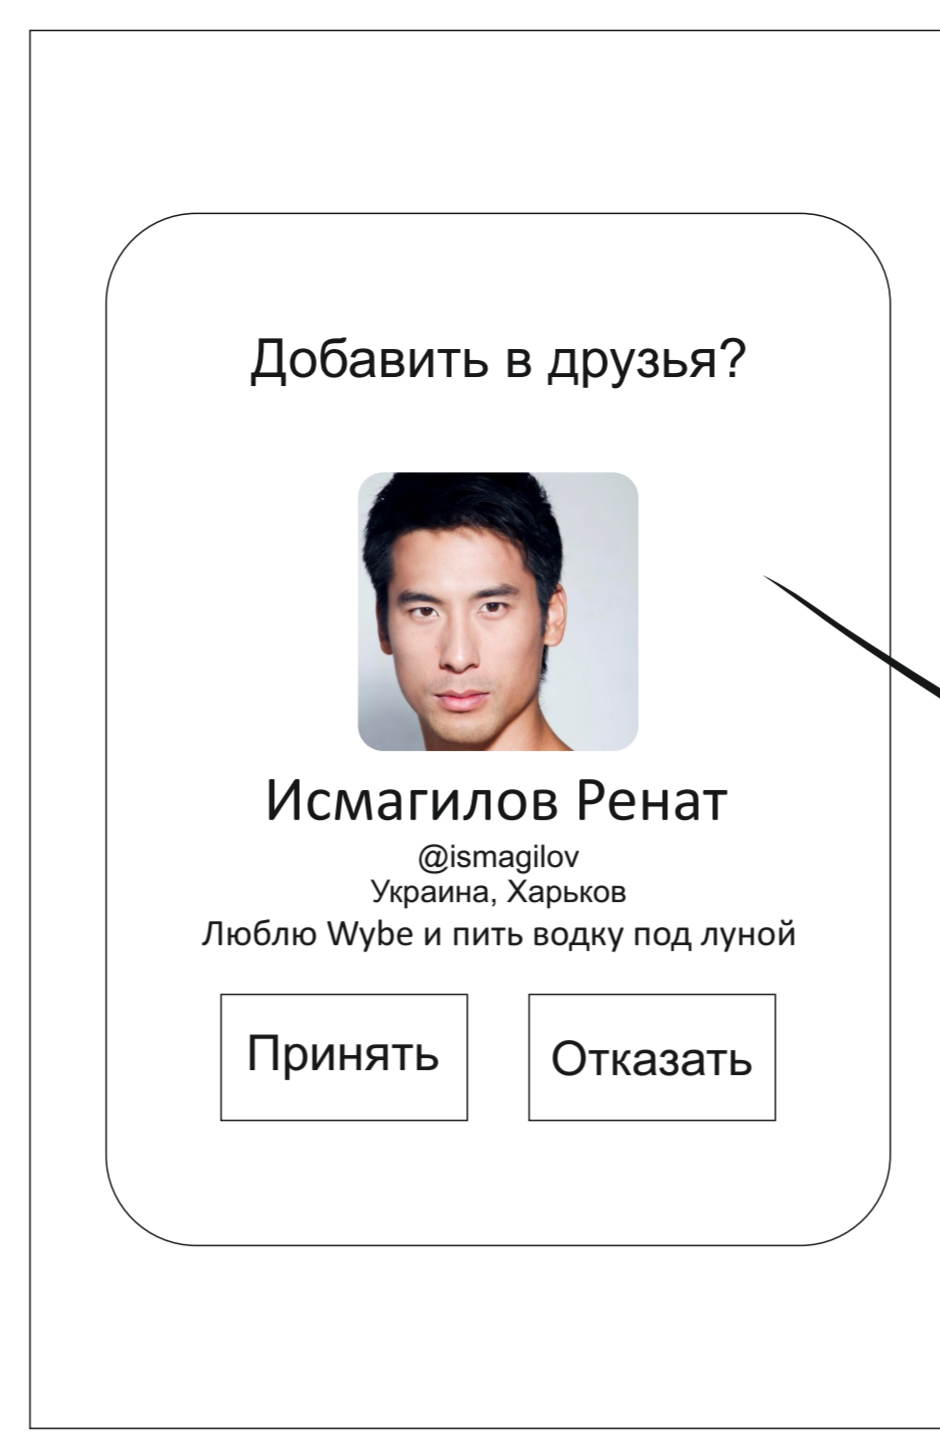 Добавить в друзья?
Исмагилов Ренат
@ismagilov
Украина, Харьков
Люблю Wybe и пить водку под луной
Принять
Отказать